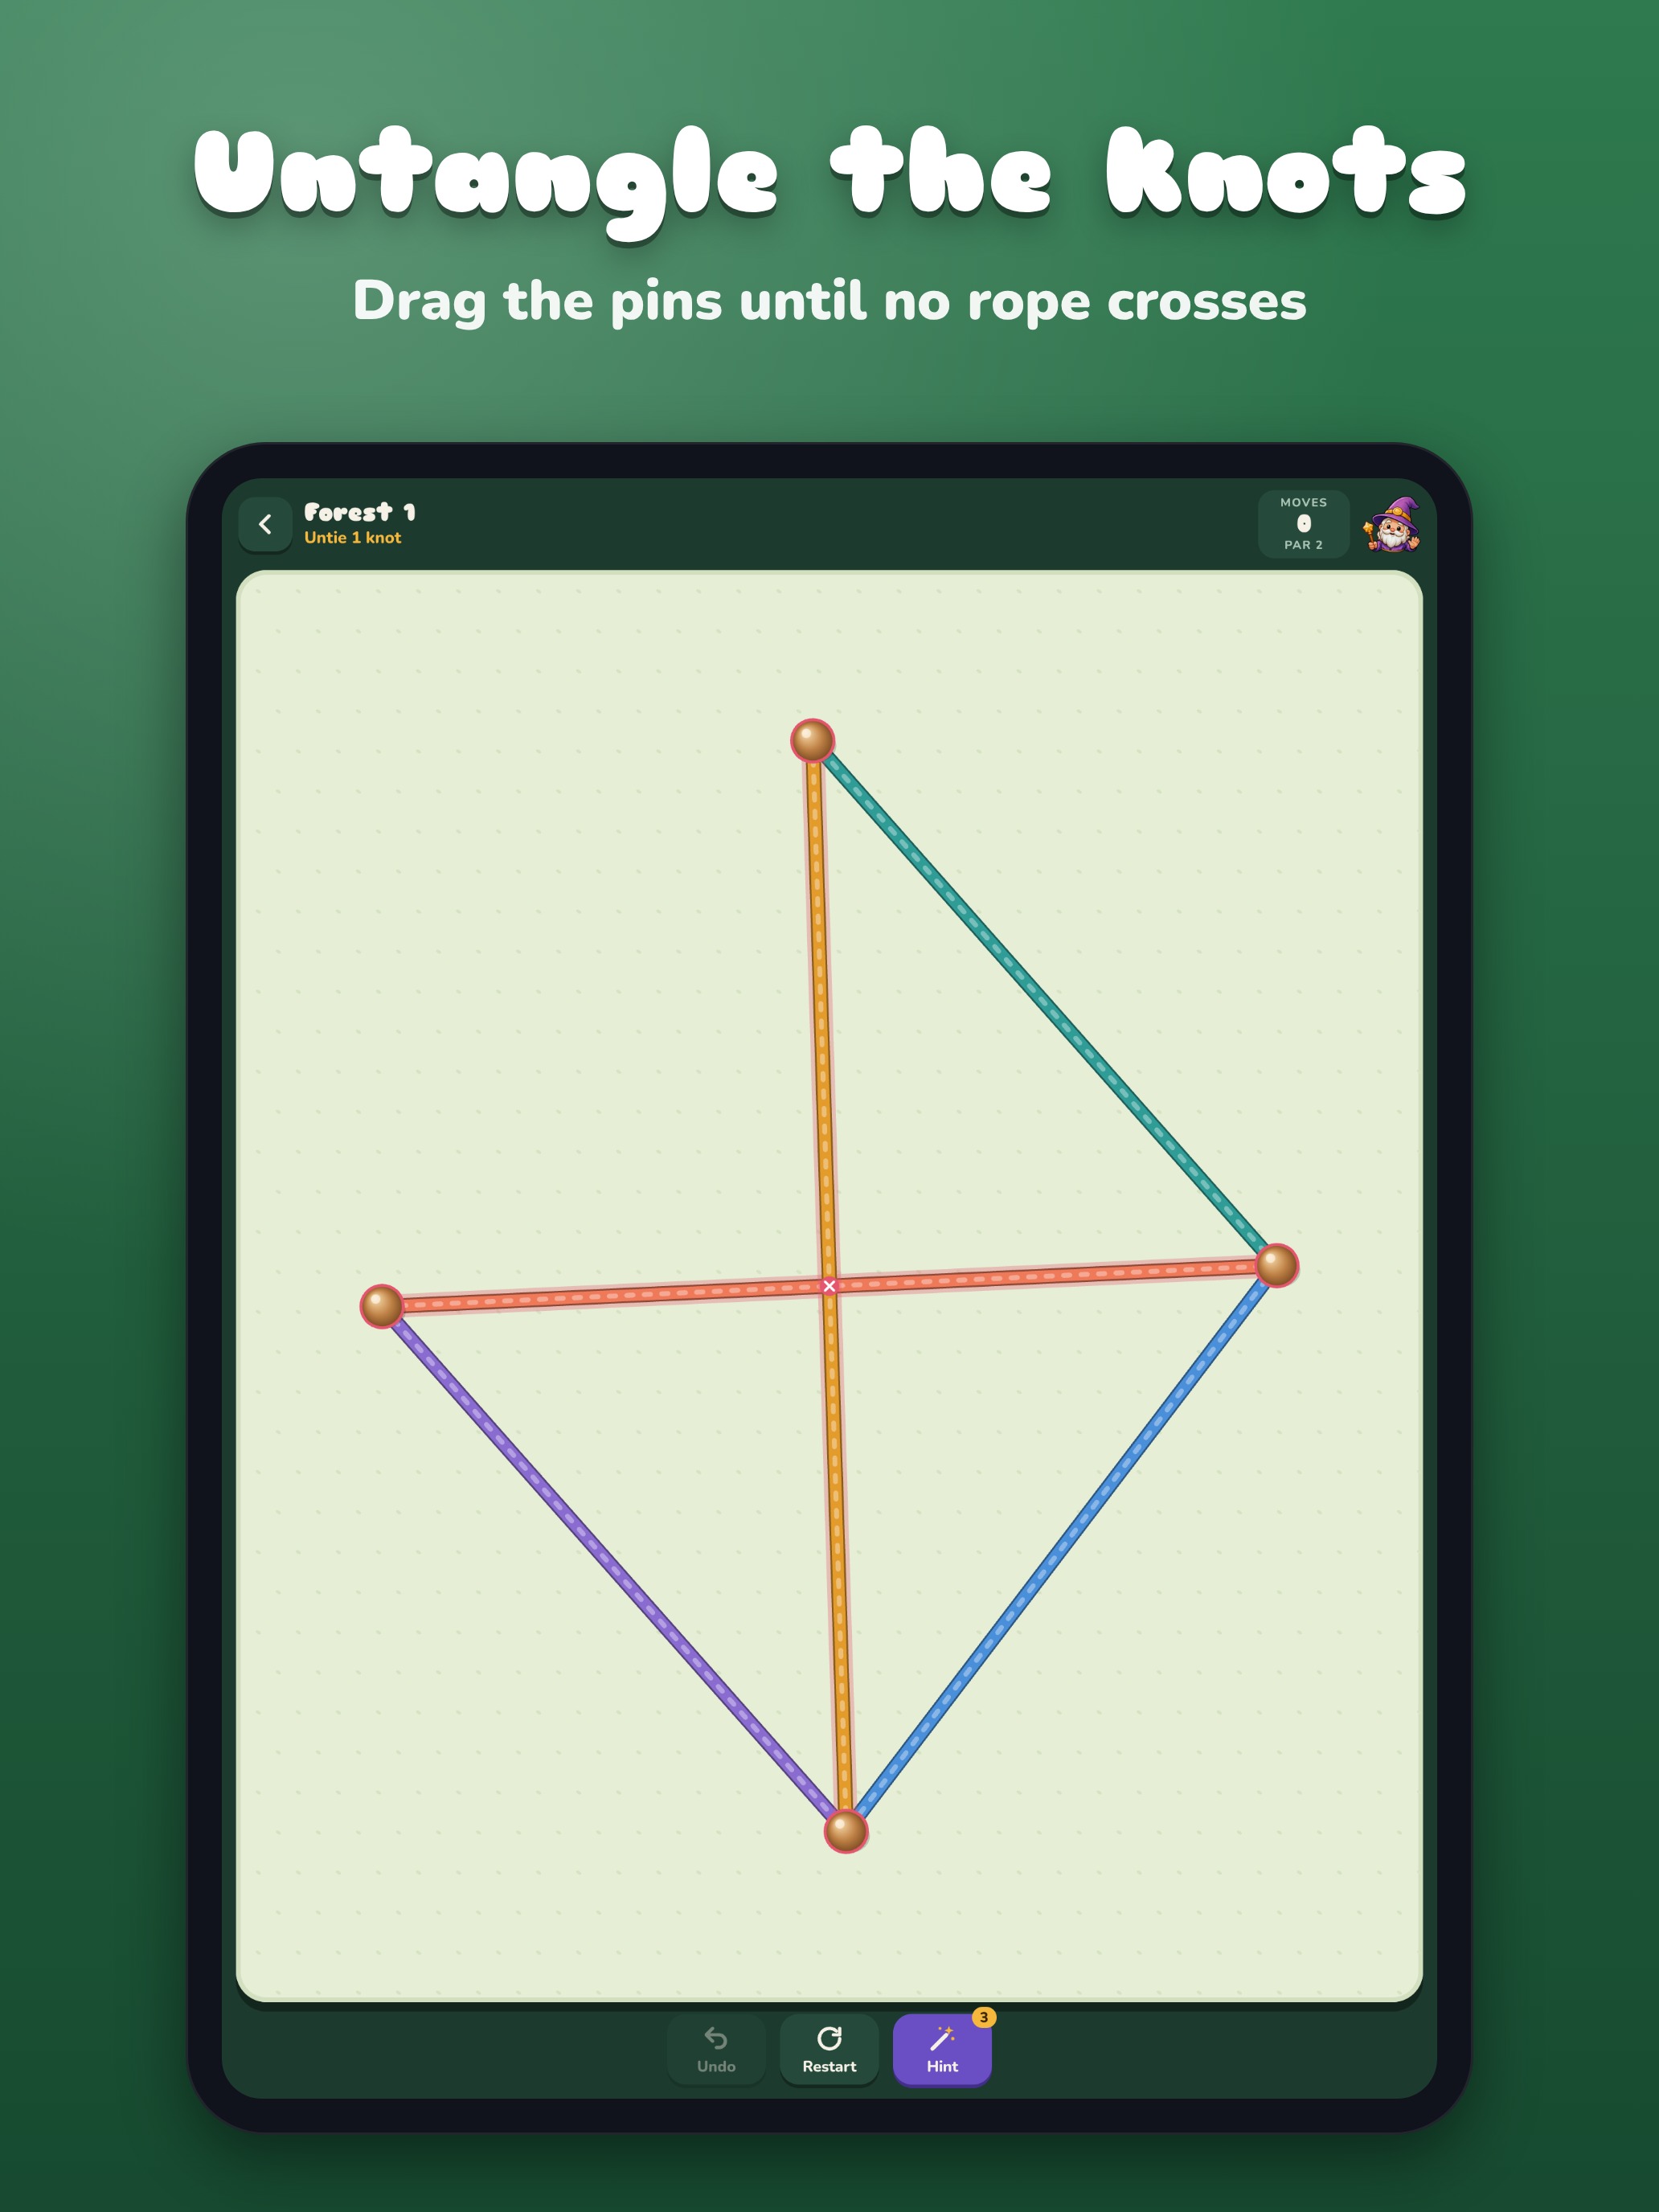 Untangle the knots
Drag the pins until no rope crosses
Forest 1
Untie 1 knot
MOVES
0
PAR 2
3
Undo
Restart
Hint